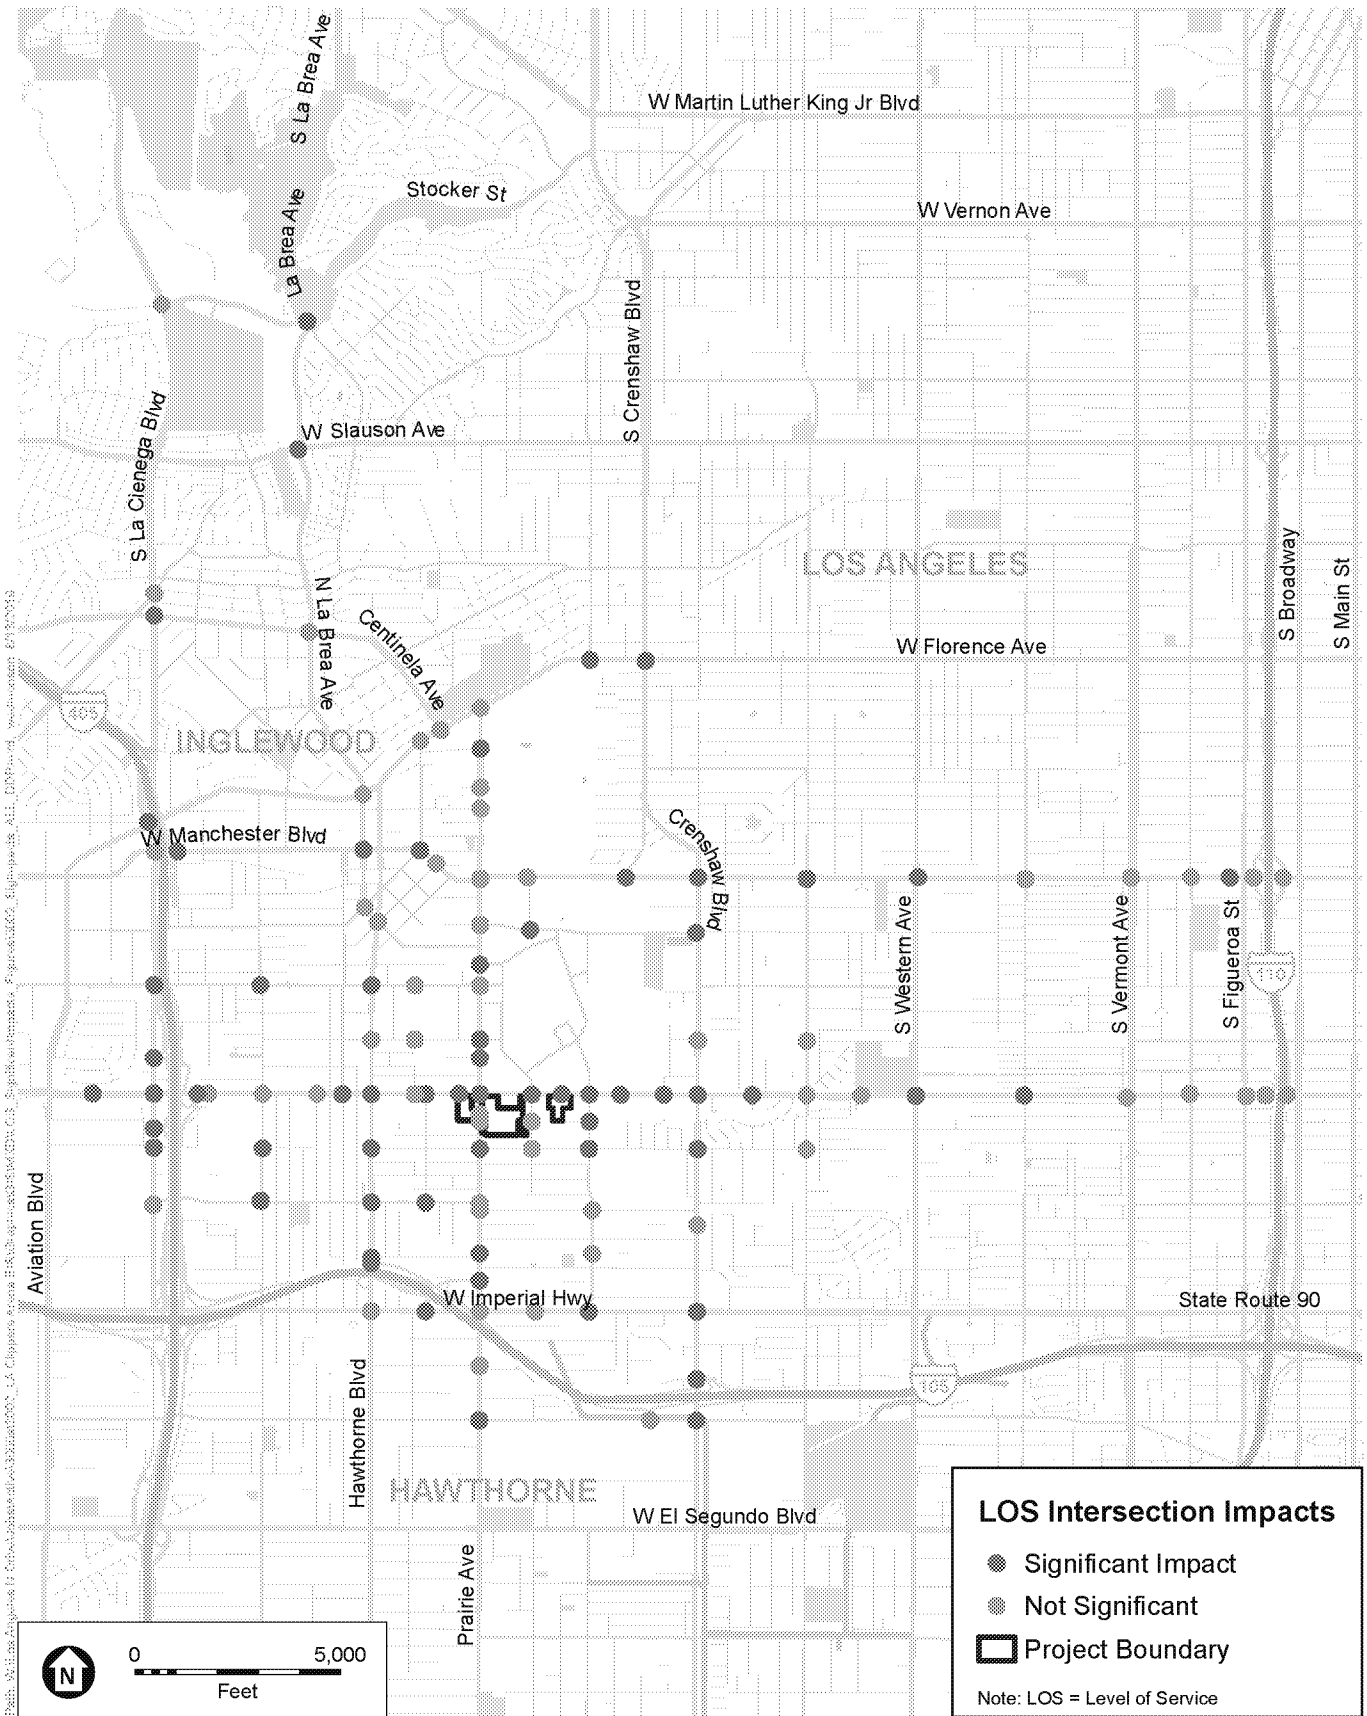 S La Brea Ave
W Martin Luther King Jr Blvd
Stocker St
W Vernon Ave
La Brea Ave
S Crenshaw Blvd
S La Cienega Blvd
W Slauson Ave
LOS ANGELES
S Broadway
S Main St
N La Brea Ave
Centinela Ave
W Florence Ave
405
INGLEWOOD
W Manchester Blvd
Crenshaw Blvd
S Western Ave
S Vermont Ave
S Figueroa St
110
Aviation Blvd
W Imperial Hwy
State Route 90
Hawthorne Blvd
105
HAWTHORNE
W El Segundo Blvd
Prairie Ave
LOS Intersection Impacts
Significant Impact
Not Significant
Project Boundary
Note: LOS = Level of Service
N
0 5,000
Feet